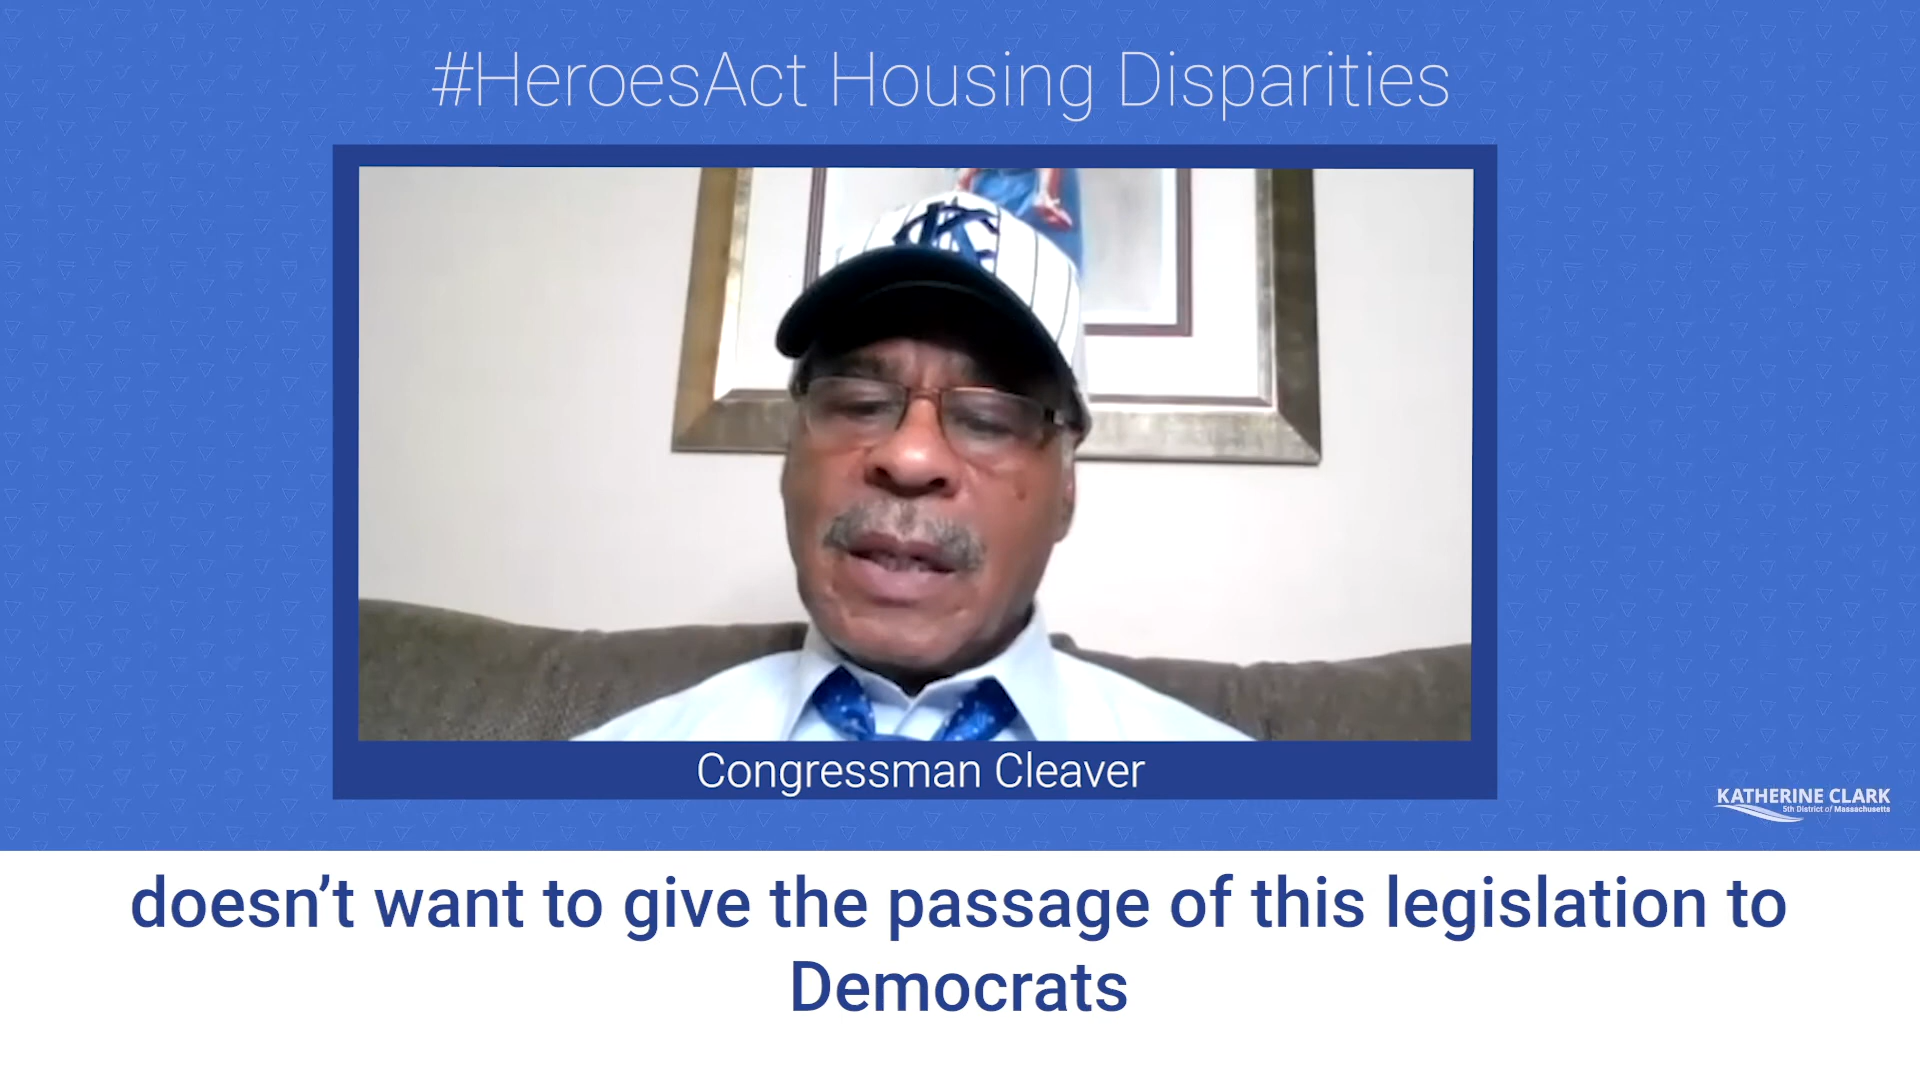 #HeroesAct Housing Disparities
KC
Congressman Cleaver
KATHERINE CLARK
5th District of Massachusetts
doesn’t want to give the passage of this legislation to
Democrats